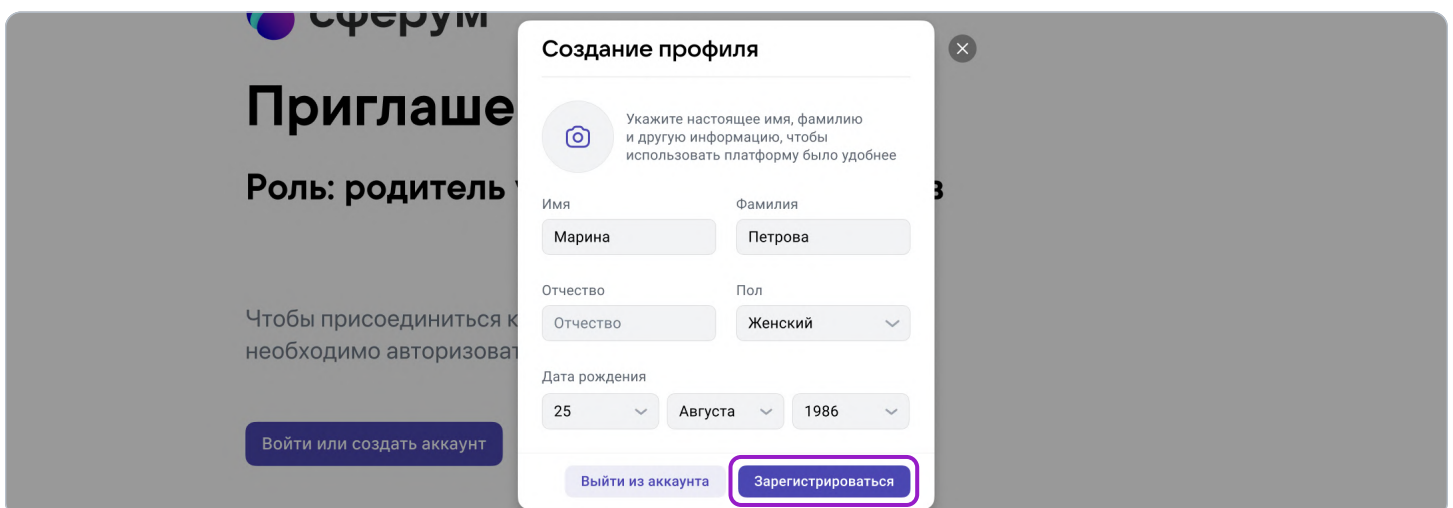 сферум
Создание профиля
Приглаше
Укажите настоящее имя, фамилию
и другую информацию, чтобы
использовать платформу было удобнее
Роль: родитель
Имя
Фамилия
Марина
Петрова
Отчество
Пол
Отчество
Женский
Чтобы присоединиться к
необходимо авторизоват
Дата рождения
25
Августа
1986
Войти или создать аккаунт
Выйти из аккаунта
Зарегистрироваться